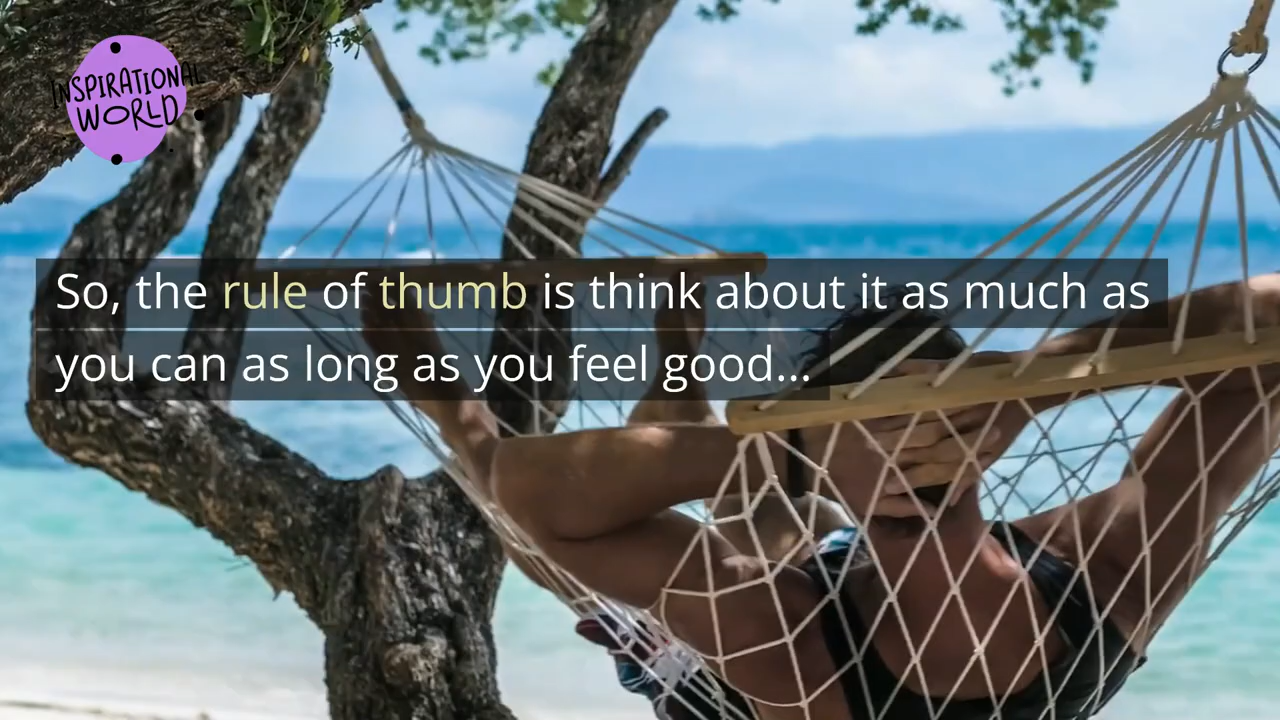 INSPIRATIONAL
WORLD
So, the rule of thumb is think about it as much as
you can as long as you feel good...